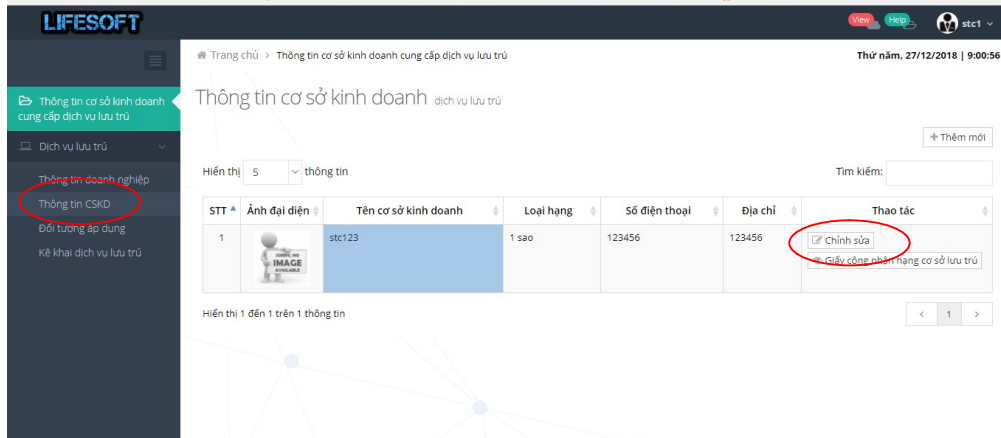 LIFESOFT
View
Help
stc1
Trang chủ > Thông tin cơ sở kinh doanh cung cấp dịch vụ lưu trú
Thứ năm, 27/12/2018 | 9:00:56
Thông tin cơ sở kinh doanh
cung cấp dịch vụ lưu trú
Dịch vụ lưu trú
Thông tin doanh nghiệp
Thông tin CSKD
Đối tượng áp dụng
Kê khai dịch vụ lưu trú
Thông tin cơ sở kinh doanh dịch vụ lưu trú
+ Thêm mới
Hiển thị 5 thông tin
Tìm kiếm:
STT Ảnh đại diện Tên cơ sở kinh doanh Loại hạng Số điện thoại Địa chỉ Thao tác
1 stc123 1 sao 123456 123456 Chỉnh sửa
IMAGE
AVAILABLE
Giấy công nhận hạng cơ sở lưu trú
Hiển thị 1 đến 1 trên 1 thông tin
< 1 >